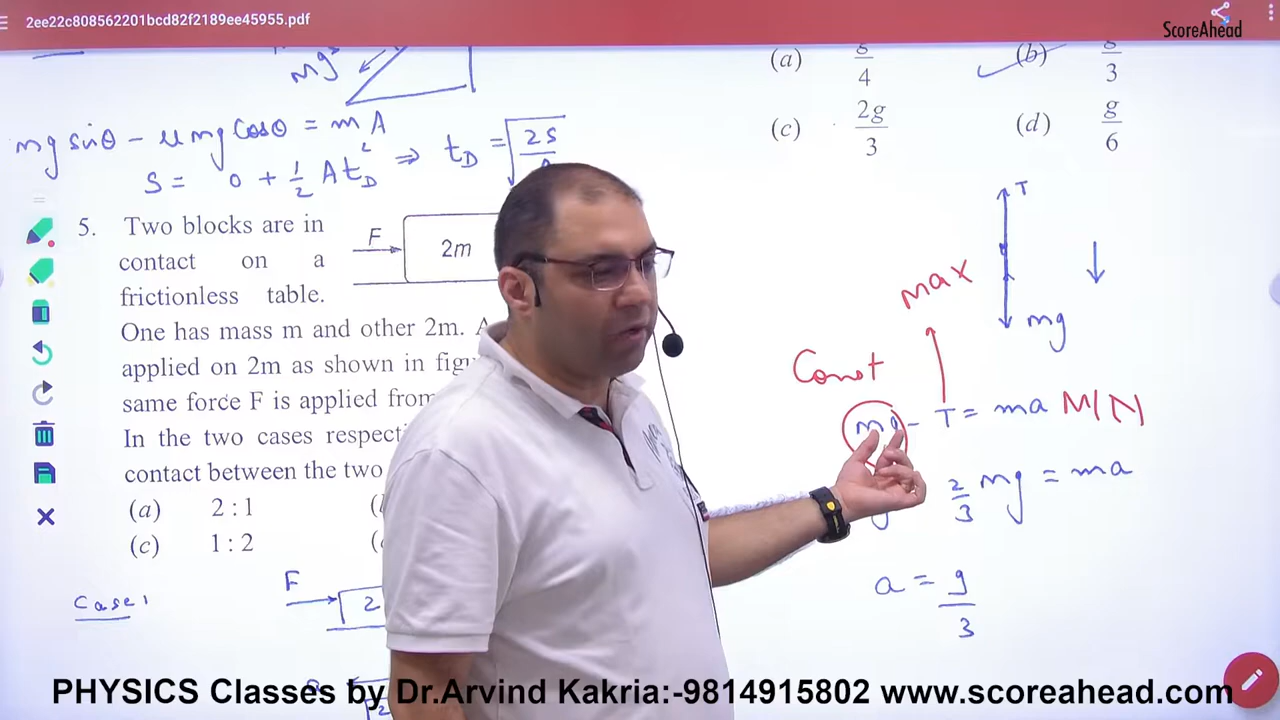 2ee22c808562201bcd82f2189ee45955.pdf
ScoreAhead
mg
(a) g/4
(b) g/3
(c) 2g/3
(d) g/6
mg sinθ - μ mg Cosθ = m A
S = 0 + 1/2 A t_D² ⇒ t_D = √2S
5. Two blocks are in
contact on a
frictionless table.
One has mass m and other 2m. A
applied on 2m as shown in
same force F is applied from
In the two cases
contact between the two
(a) 2 : 1
(c) 1 : 2
F
2m
Case 1
F
2
T
mg
max
Const
mg - T = ma M/N
2/3 mg = ma
a = g/3
PHYSICS Classes by Dr.Arvind Kakria:-9814915802 www.scoreahead.com